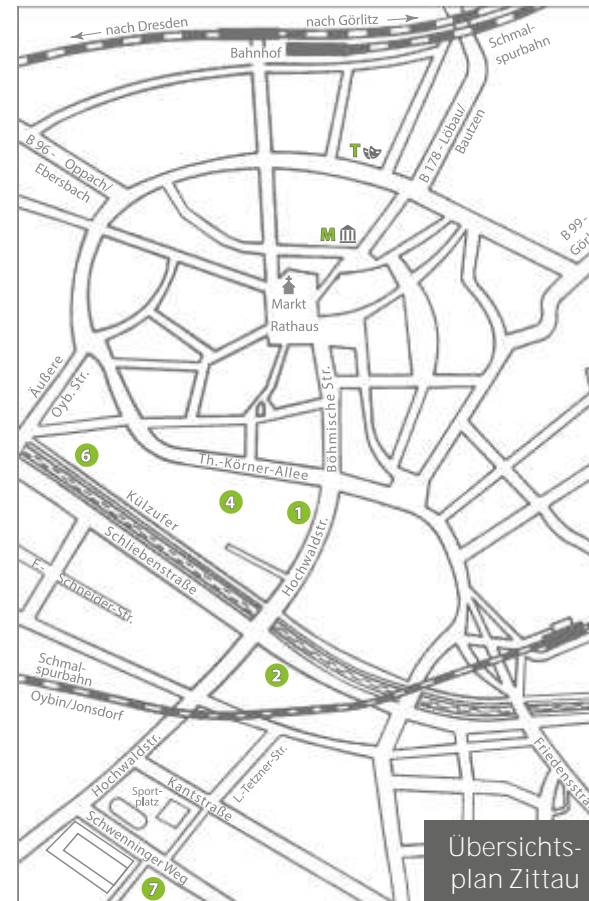 nach Dresden
nach Görlitz
Bahnhof
Schmal-
spurbahn
B 96 - Oppach/
Ebersbach
T
B 178 - Löbau/
Bautzen
M
B 99 -
Markt
Rathaus
Äußere
Oyb. Str.
Böhmische Str.
Th.-Körner-Allee
6
4
1
Külzufer
Schliebenstraße
Hochwaldstr.
F.- Schneider-Str.
2
Schmal-
spurbahn
Oybin/Jonsdorf
Hochwaldstr.
L.-Tetzner-Str.
Friedensstra
Sport-
platz
Kantstraße
Schwenninger Weg
7
Übersichts-
plan Zittau